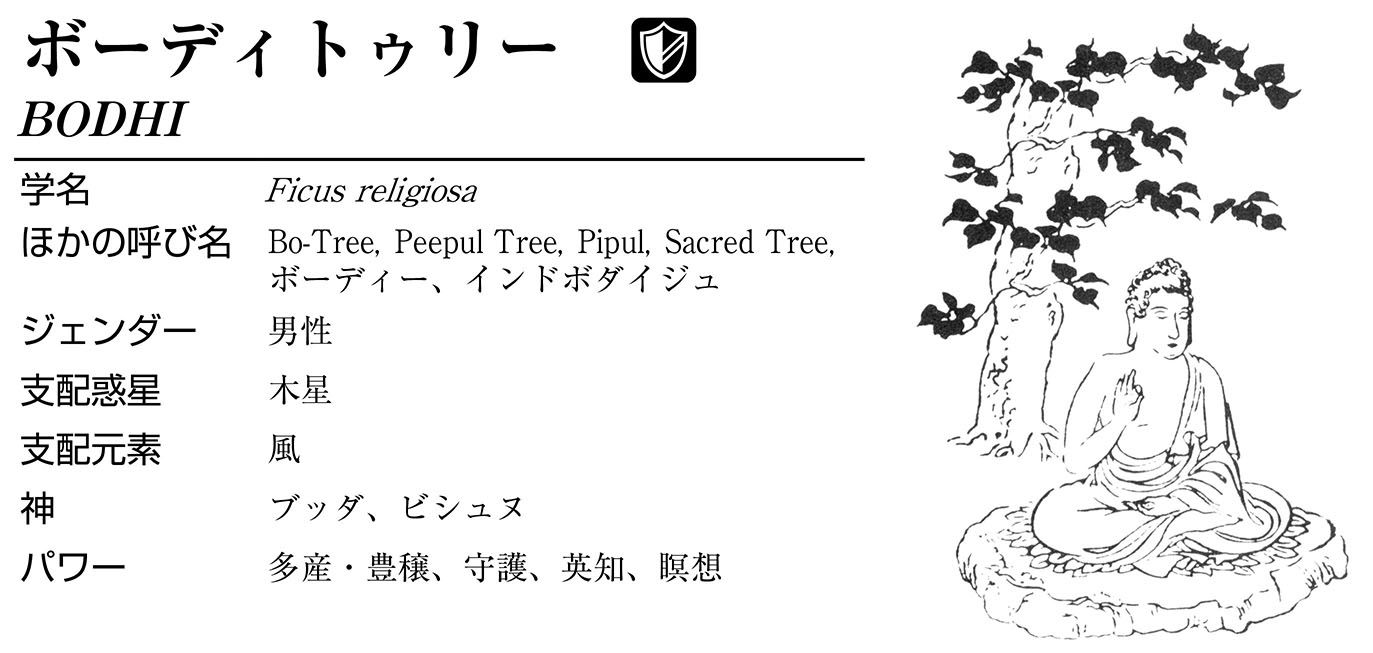 ボーディトゥリー
BODHI
学名 Ficus religiosa
ほかの呼び名 Bo-Tree, Peepul Tree, Pipul, Sacred Tree,
ボーディー、インドボダイジュ
ジェンダー 男性
支配惑星 木星
支配元素 風
神 ブッダ、ビシュヌ
パワー 多産・豊穣、守護、英知、瞑想